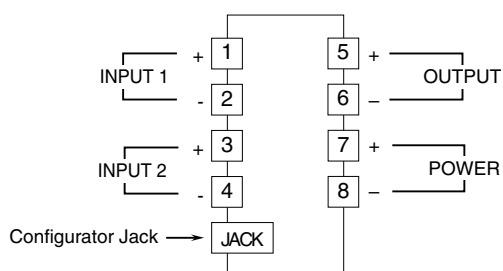 + 1 5 +
INPUT 1 OUTPUT
- 2 6 –
+ 3 7 +
INPUT 2 POWER
- 4 8 –
Configurator Jack JACK